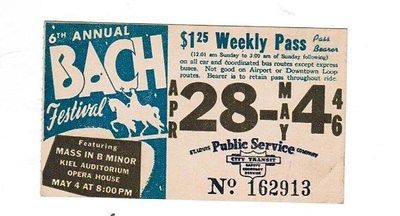 6TH ANNUAL
BACH
Festival
Featuring
MASS IN B MINOR
KIEL AUDITORIUM
OPERA HOUSE
MAY 4 AT 8:00 PM
$1.25 Weekly Pass
Pass Bearer
(12.01 am Sunday to 3:00 am of Sunday following)
on all car and coordinated bus routes except express
buses. Not good on Airport or Downtown Loop
routes. Bearer is to retain pass throughout ride.
APR 28-MAY 4 46
ST. LOUIS Public Service COMPANY
CITY TRANSIT
SAFETY
COURTESY
SERVICE
No 162913